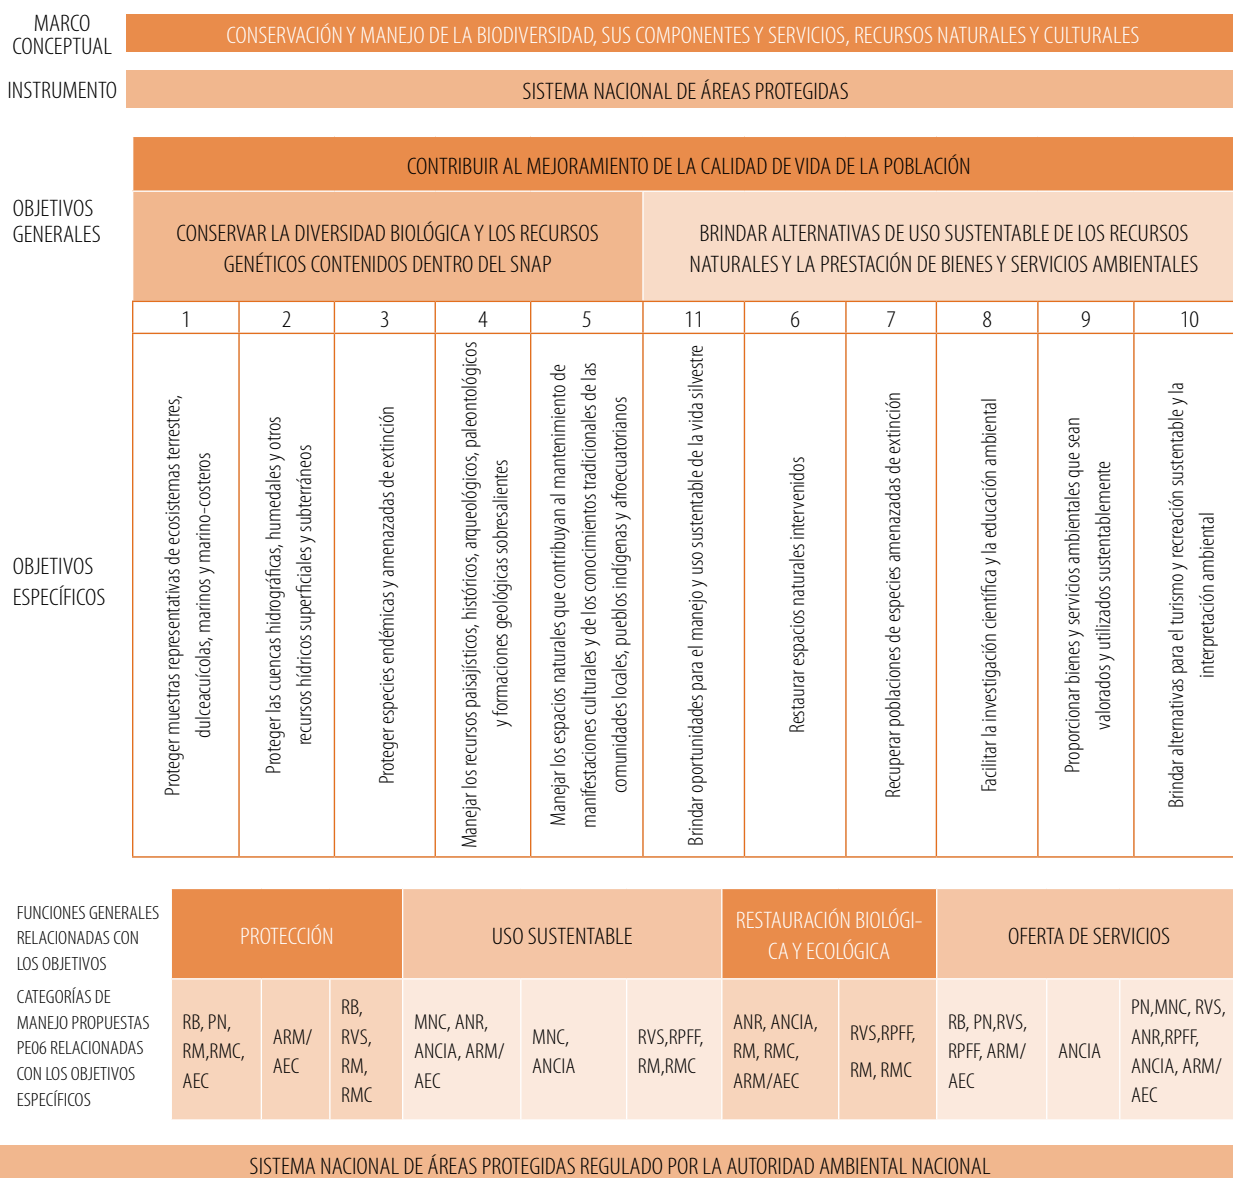 MARCO
CONCEPTUAL
CONSERVACIÓN Y MANEJO DE LA BIODIVERSIDAD, SUS COMPONENTES Y SERVICIOS, RECURSOS NATURALES Y CULTURALES
INSTRUMENTO
SISTEMA NACIONAL DE ÁREAS PROTEGIDAS
CONTRIBUIR AL MEJORAMIENTO DE LA CALIDAD DE VIDA DE LA POBLACIÓN
OBJETIVOS
GENERALES
CONSERVAR LA DIVERSIDAD BIOLÓGICA Y LOS RECURSOS
GENÉTICOS CONTENIDOS DENTRO DEL SNAP
BRINDAR ALTERNATIVAS DE USO SUSTENTABLE DE LOS RECURSOS
NATURALES Y LA PRESTACIÓN DE BIENES Y SERVICIOS AMBIENTALES
1
2
3
4
5
11
6
7
8
9
10
OBJETIVOS
ESPECÍFICOS
Proteger muestras representativas de ecosistemas terrestres,
dulceacuícolas, marinos y marino-costeros
Proteger las cuencas hidrográficas, humedales y otros
recursos hídricos superficiales y subterráneos
Proteger especies endémicas y amenazadas de extinción
Manejar los recursos paisajísticos, históricos, arqueológicos, paleontológicos
y formaciones geológicas sobresalientes
Manejar los espacios naturales que contribuyan al mantenimiento de
manifestaciones culturales y de los conocimientos tradicionales de las
comunidades locales, pueblos indígenas y afroecuatorianos
Brindar oportunidades para el manejo y uso sustentable de la vida silvestre
Restaurar espacios naturales intervenidos
Recuperar poblaciones de especies amenazadas de extinción
Facilitar la investigación científica y la educación ambiental
Proporcionar bienes y servicios ambientales que sean
valorados y utilizados sustentablemente
Brindar alternativas para el turismo y recreación sustentable y la
interpretación ambiental
FUNCIONES GENERALES
RELACIONADAS CON
LOS OBJETIVOS
PROTECCIÓN
USO SUSTENTABLE
RESTAURACIÓN BIOLÓGI-
CA Y ECOLÓGICA
OFERTA DE SERVICIOS
CATEGORÍAS DE
MANEJO PROPUESTAS
PE06 RELACIONADAS
CON LOS OBJETIVOS
ESPECÍFICOS
RB, PN,
RM,RMC,
AEC
ARM/
AEC
RB,
RVS,
RM,
RMC
MNC, ANR,
ANCIA, ARM/
AEC
MNC,
ANCIA
RVS,RPFF,
RM,RMC
ANR, ANCIA,
RM, RMC,
ARM/AEC
RVS,RPFF,
RM, RMC
RB, PN,RVS,
RPFF, ARM/
AEC
ANCIA
PN,MNC, RVS,
ANR,RPFF,
ANCIA, ARM/
AEC
SISTEMA NACIONAL DE ÁREAS PROTEGIDAS REGULADO POR LA AUTORIDAD AMBIENTAL NACIONAL